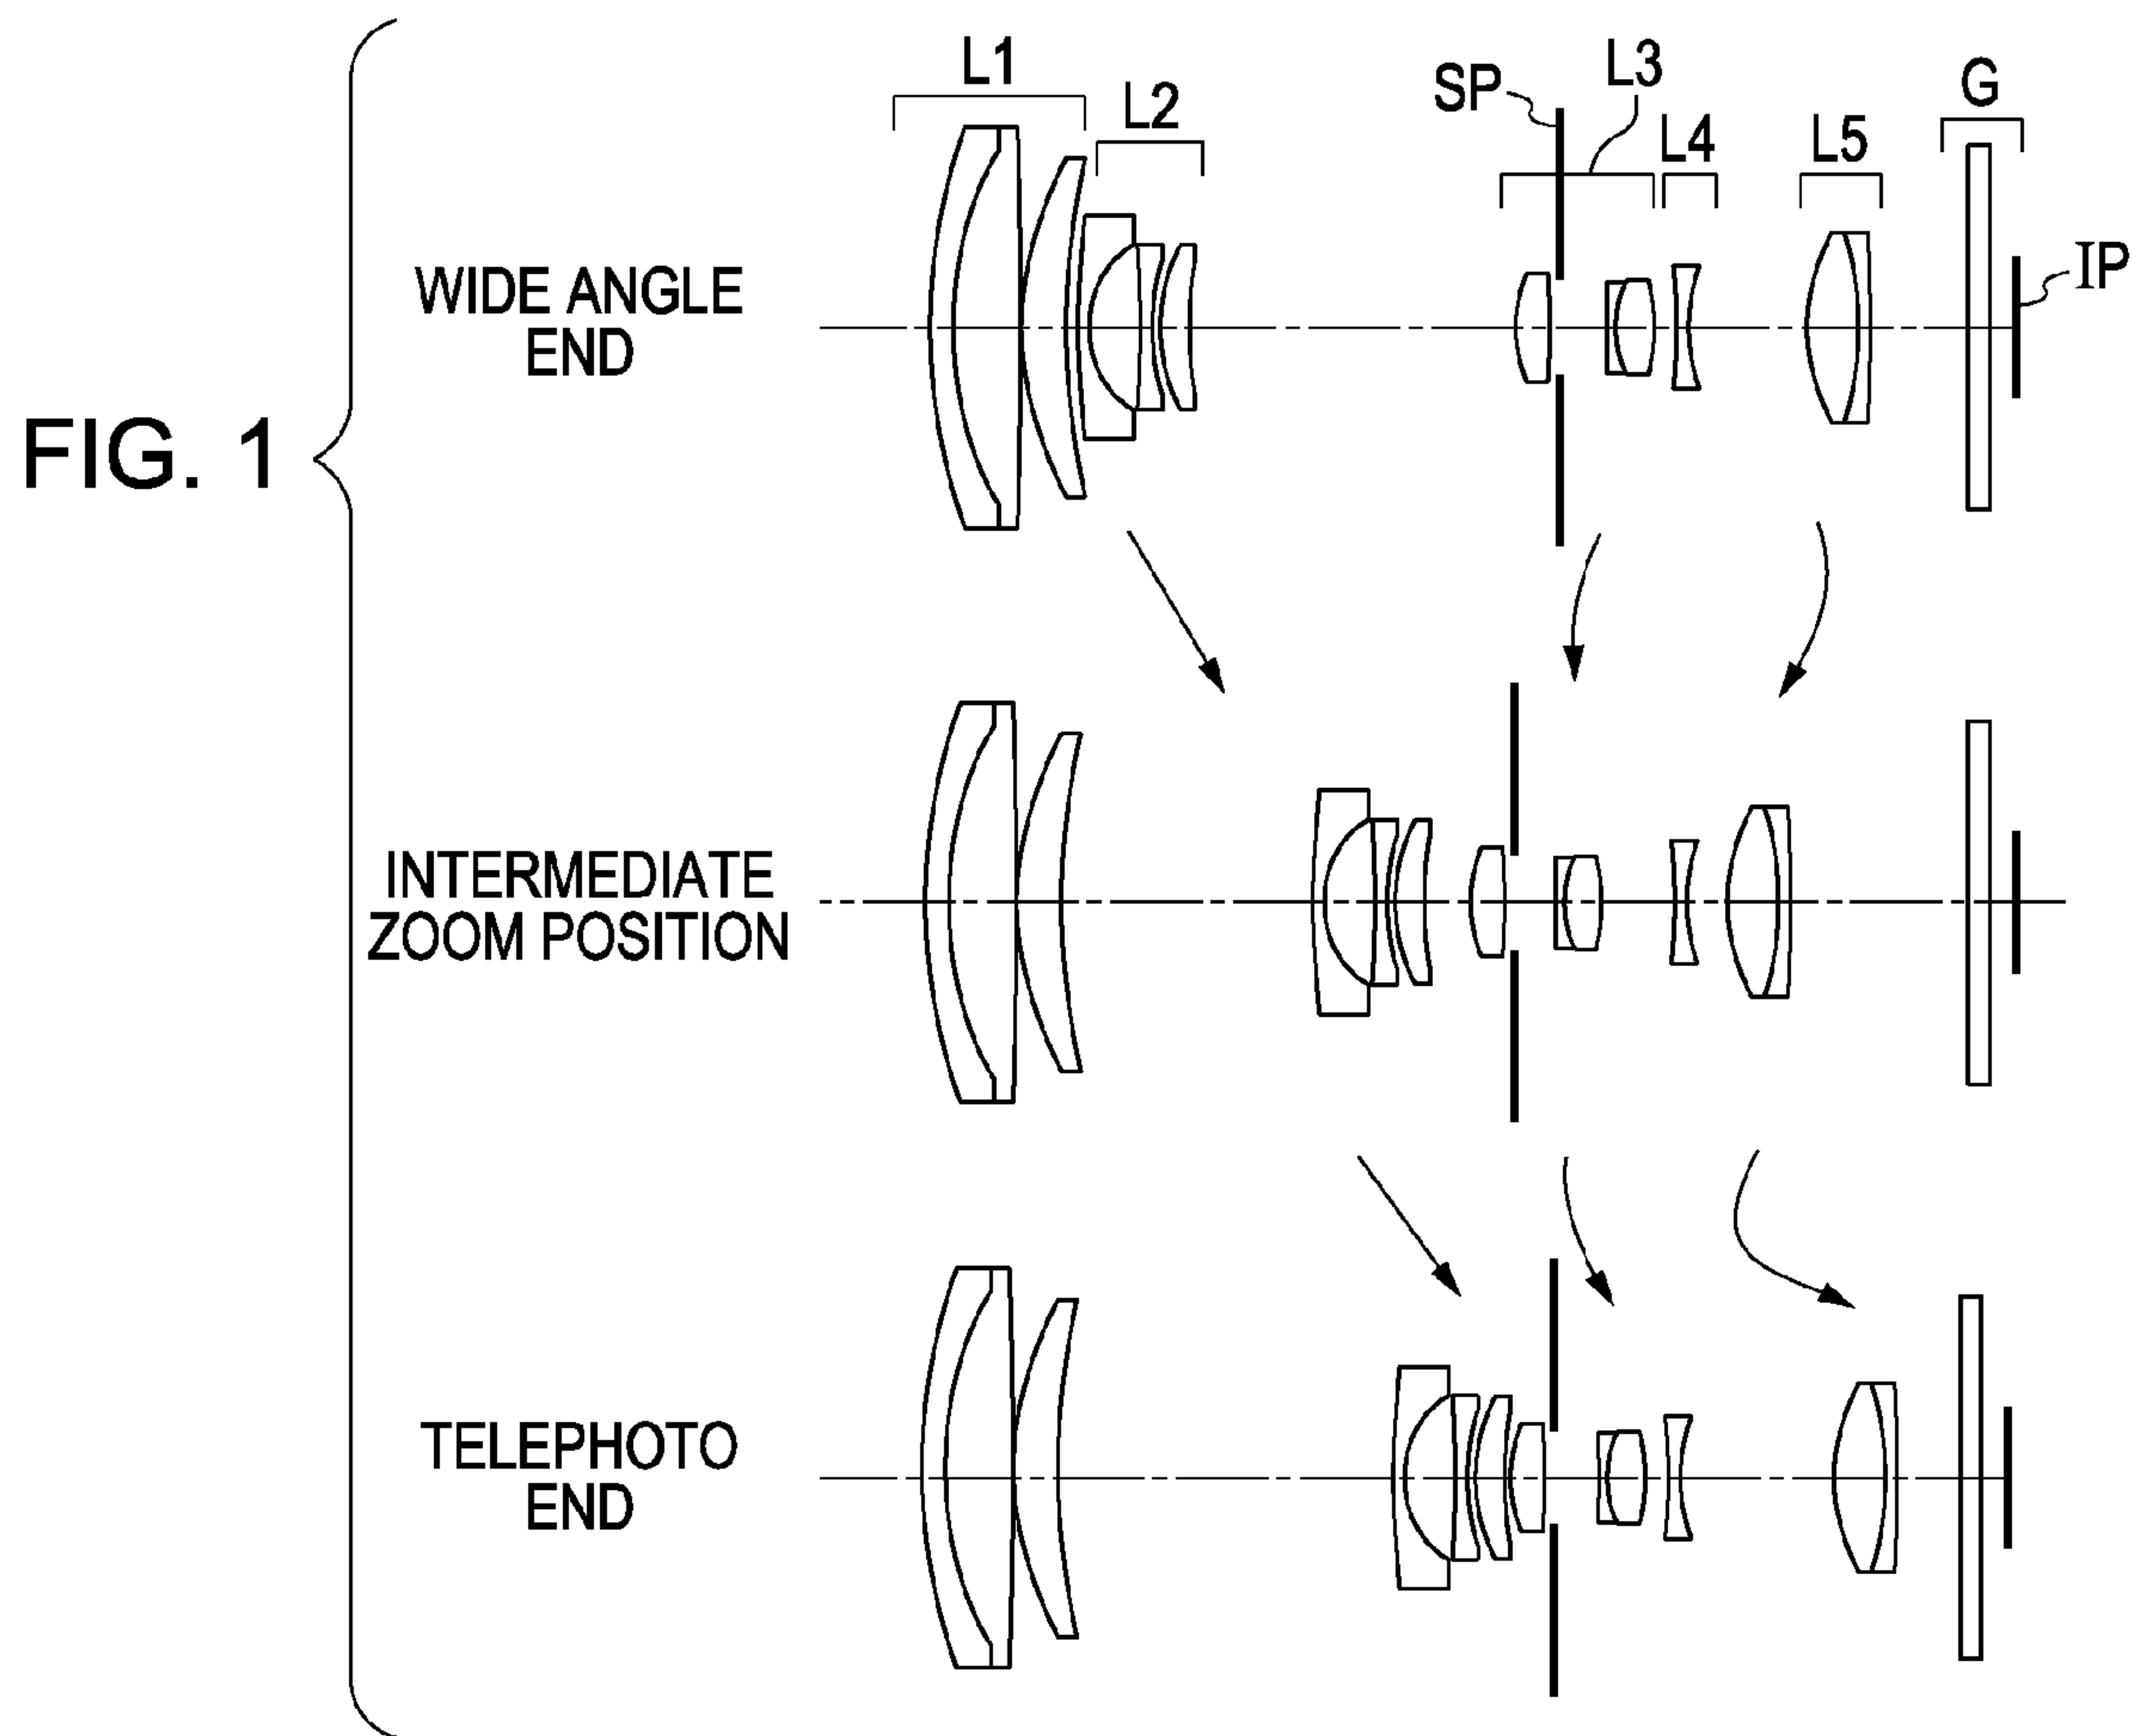 FIG. 1
L1
L2
SP
L3
L4
L5
G
IP
WIDE ANGLE
END
INTERMEDIATE
ZOOM POSITION
TELEPHOTO
END